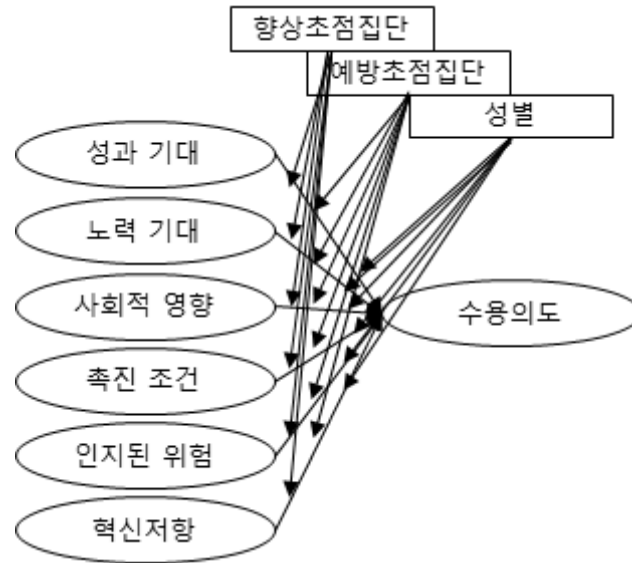 향상초점집단
예방초점집단
성별
성과 기대
노력 기대
사회적 영향
수용의도
촉진 조건
인지된 위험
혁신저항